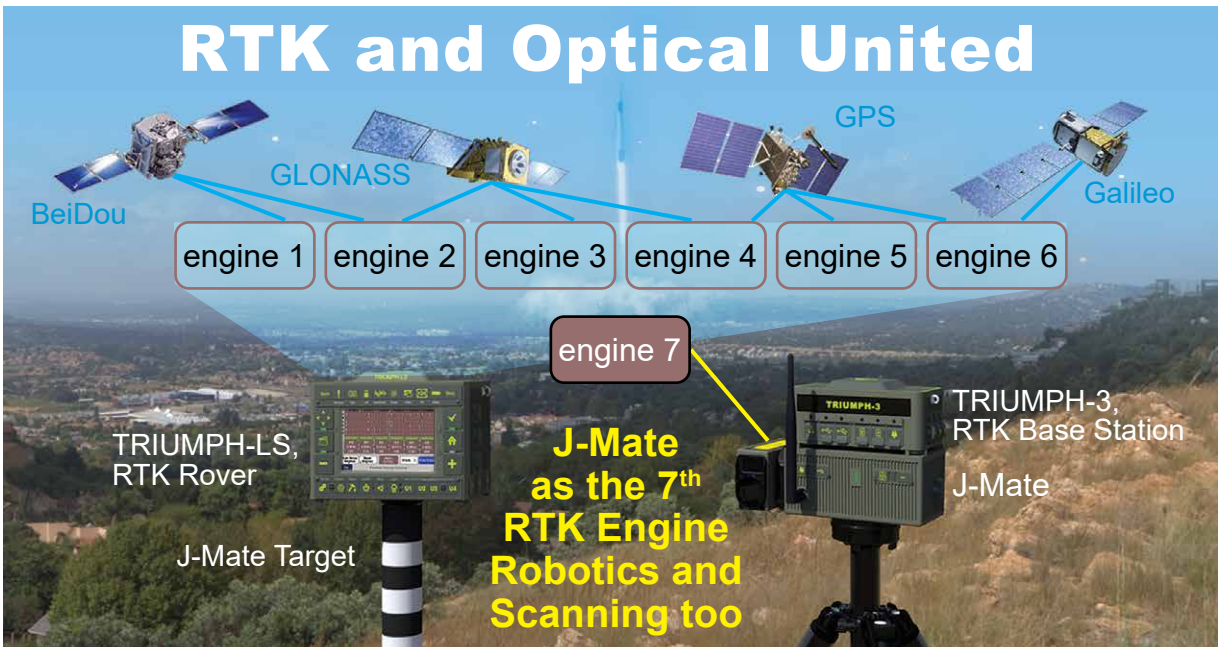 RTK and Optical United
GPS
GLONASS
BeiDou
Galileo
engine 1
engine 2
engine 3
engine 4
engine 5
engine 6
engine 7
TRIUMPH-LS
TRIUMPH-3
TRIUMPH-LS,
RTK Rover
J-Mate Target
J-Mate
as the 7th
RTK Engine
Robotics and
Scanning too
TRIUMPH-3,
RTK Base Station
J-Mate